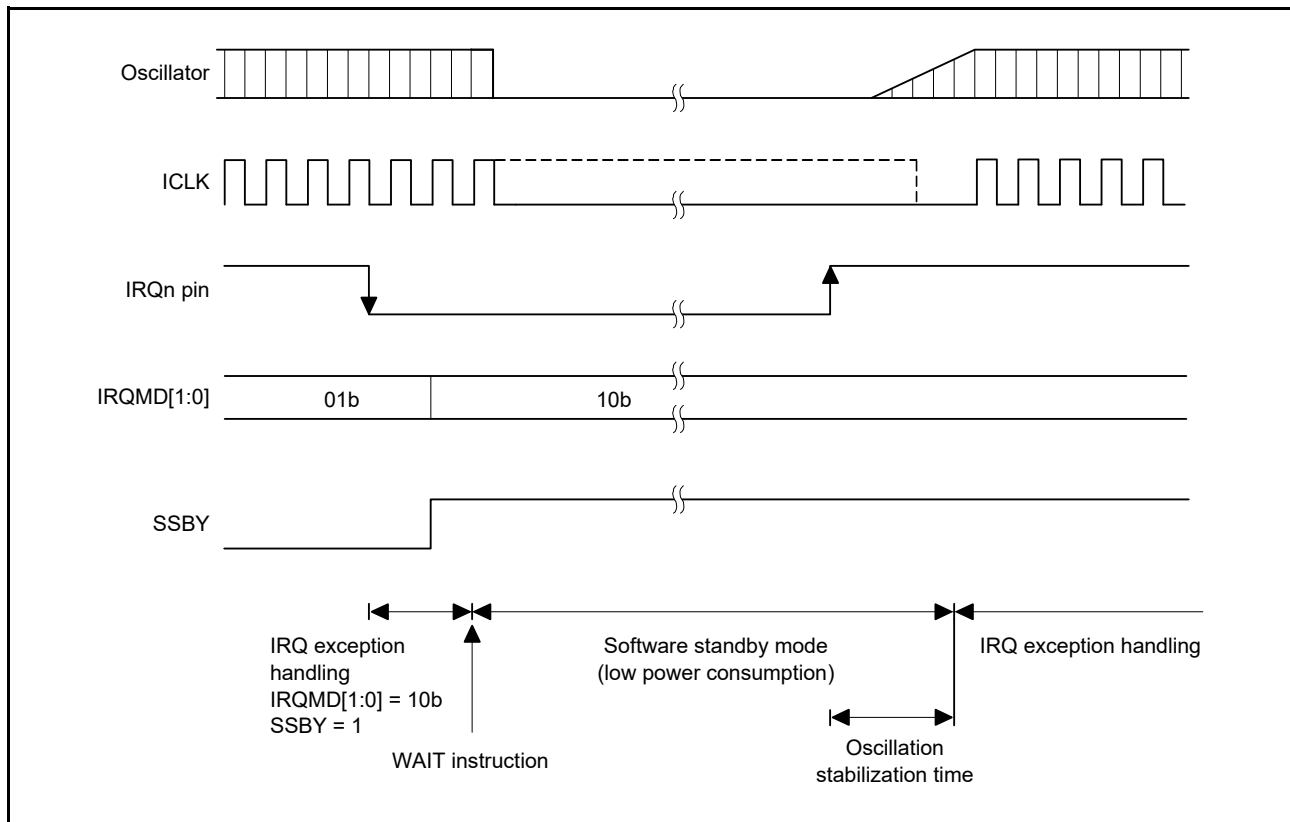 Oscillator
ICLK
IRQn pin
IRQMD[1:0]
01b
10b
SSBY
IRQ exception
handling
IRQMD[1:0] = 10b
SSBY = 1
WAIT instruction
Software standby mode
(low power consumption)
Oscillation
stabilization time
IRQ exception handling